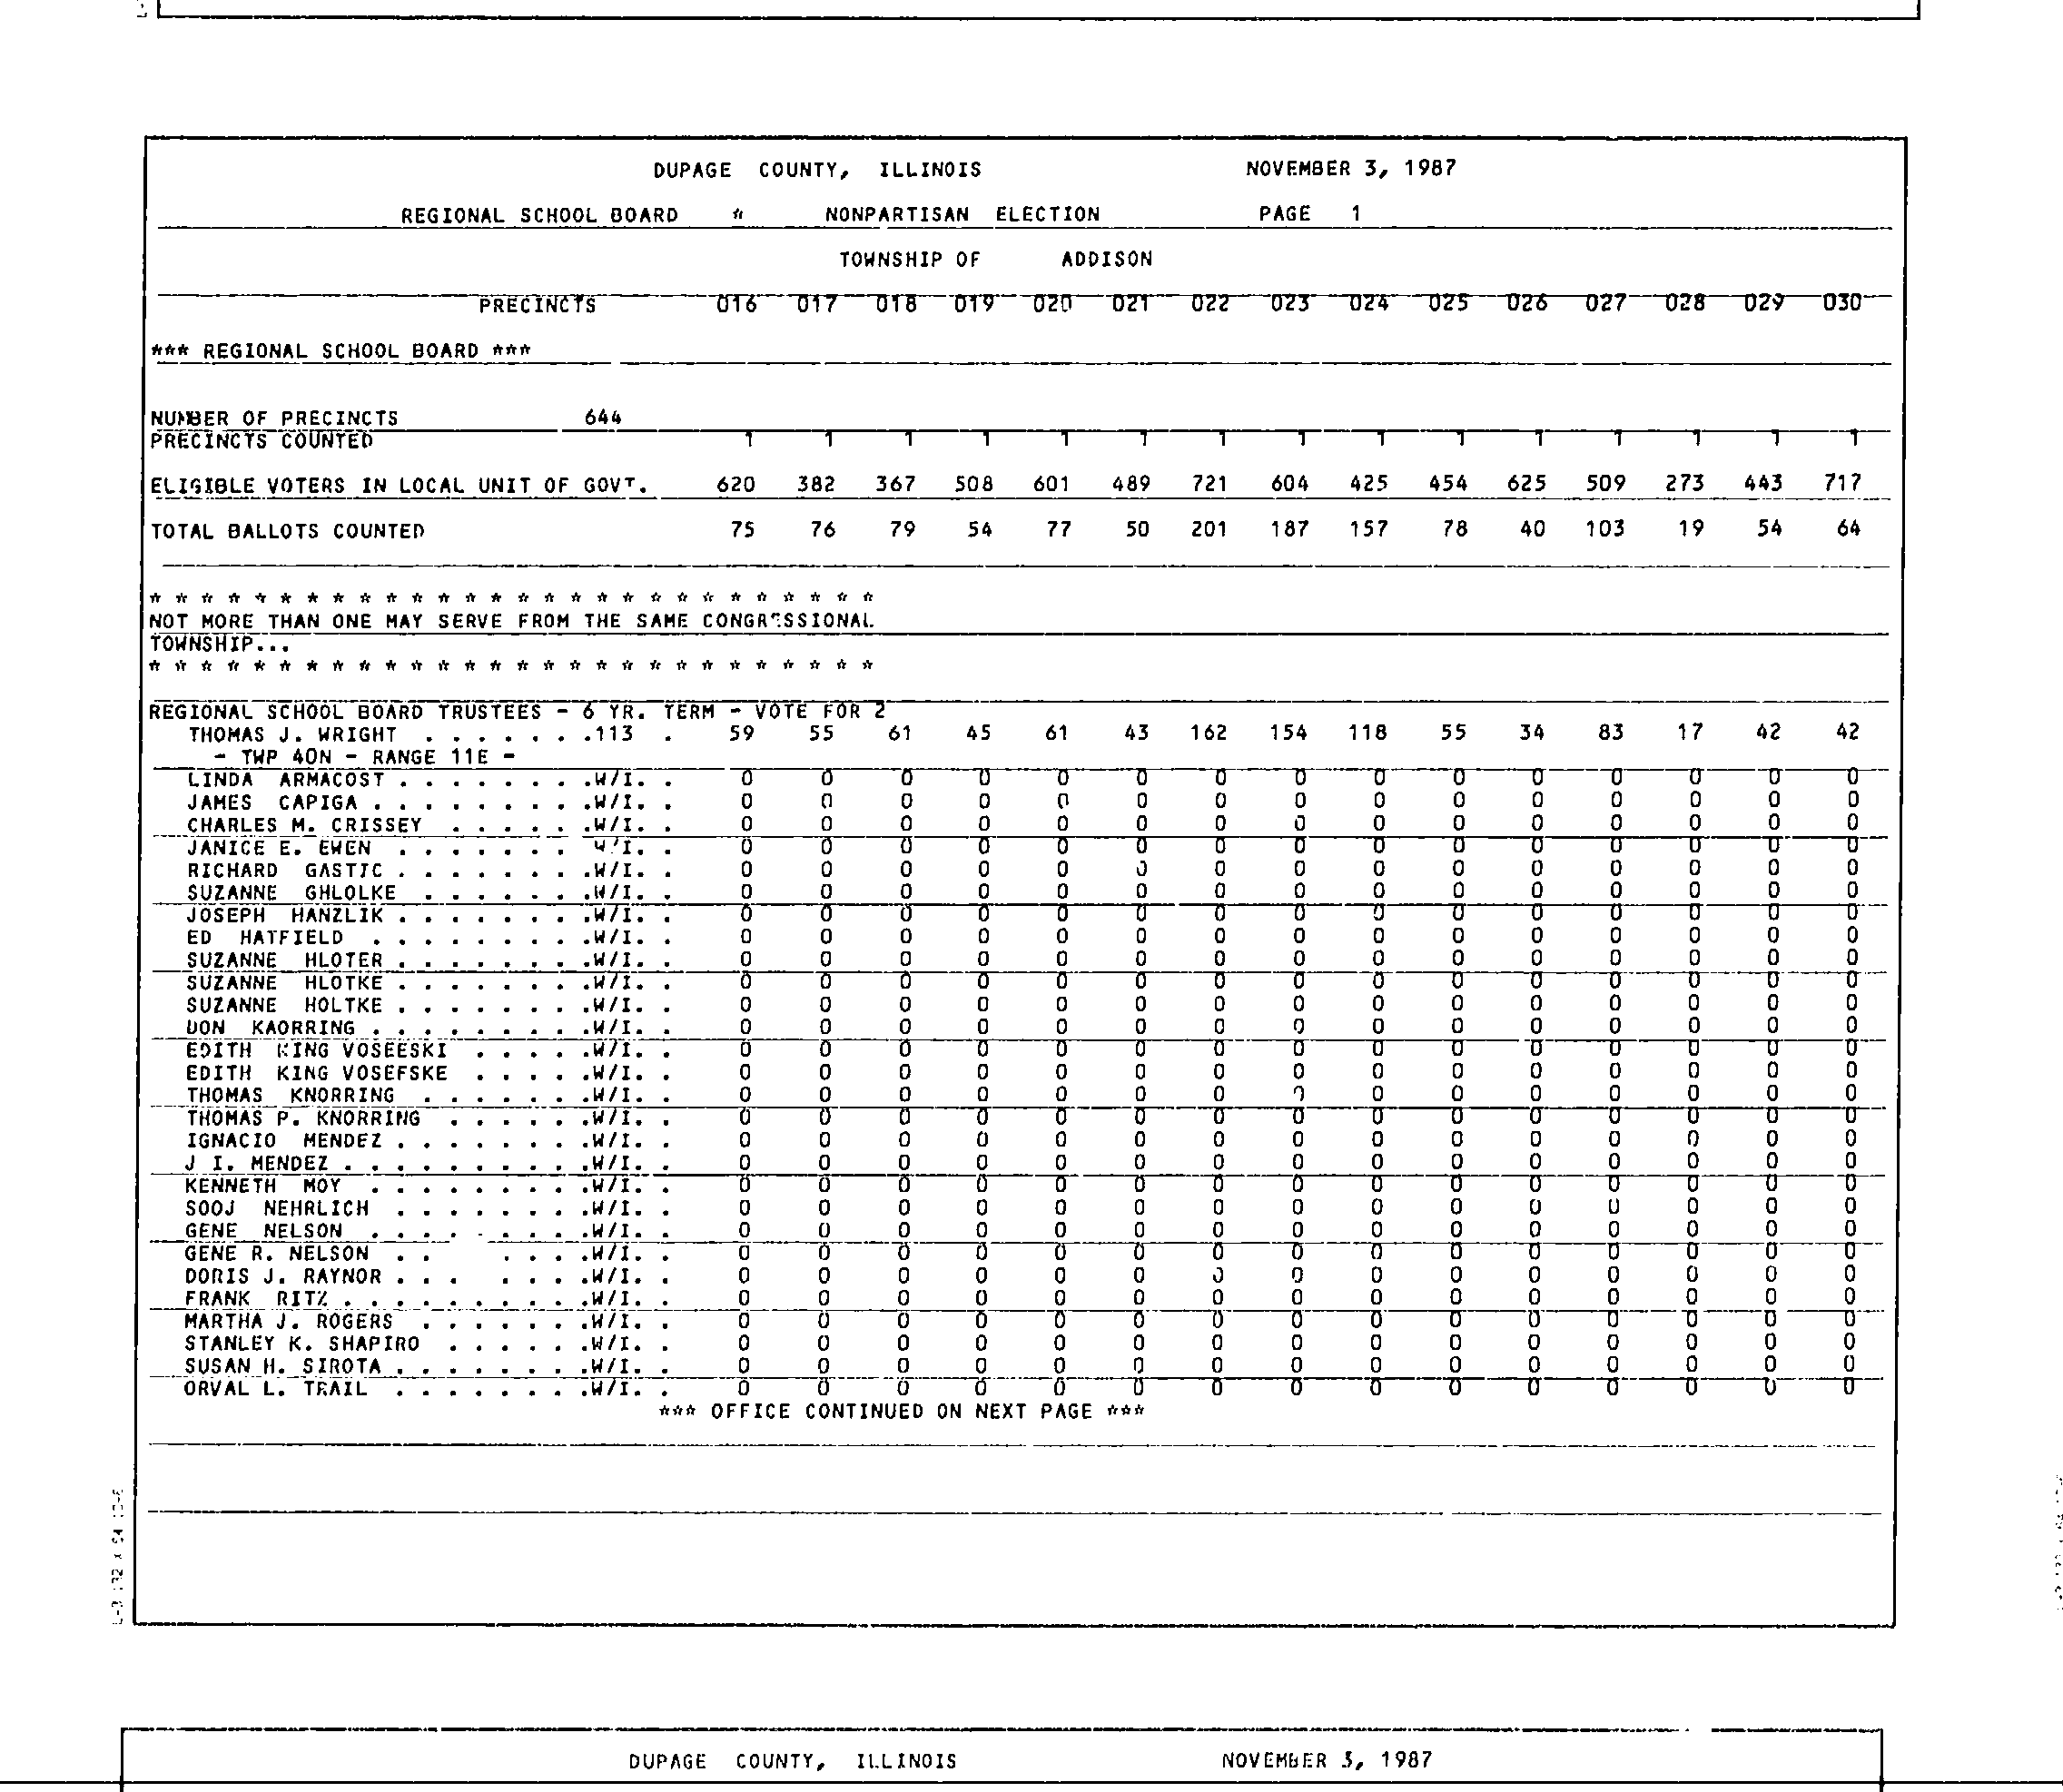 DUPAGE COUNTY, ILLINOIS NOVEMBER 3, 1987
REGIONAL SCHOOL BOARD * NONPARTISAN ELECTION PAGE 1
TOWNSHIP OF ADDISON
PRECINCTS 016 017 018 019 020 021 022 023 024 025 026 027 028 029 030
*** REGIONAL SCHOOL BOARD ***
NUMBER OF PRECINCTS 644
PRECINCTS COUNTED 1 1 1 1 1 1 1 1 1 1 1 1 1 1 1
ELIGIBLE VOTERS IN LOCAL UNIT OF GOVT. 620 382 367 508 601 489 721 604 425 454 625 509 273 443 717
TOTAL BALLOTS COUNTED 75 76 79 54 77 50 201 187 157 78 40 103 19 54 64
* * * * * * * * * * * * * * * * * * * * * * * * * * * *
NOT MORE THAN ONE MAY SERVE FROM THE SAME CONGRESSIONAL
TOWNSHIP...
* * * * * * * * * * * * * * * * * * * * * * * * * * * *
REGIONAL SCHOOL BOARD TRUSTEES - 6 YR. TERM - VOTE FOR 2
THOMAS J. WRIGHT . . . . . . .113 . 59 55 61 45 61 43 162 154 118 55 34 83 17 42 42
- TWP 40N - RANGE 11E -
LINDA ARMACOST . . . . . . . .W/I. . 0 0 0 0 0 0 0 0 0 0 0 0 0 0 0
JAMES CAPIGA . . . . . . . . .W/I. . 0 0 0 0 0 0 0 0 0 0 0 0 0 0 0
CHARLES M. CRISSEY . . . . . .W/I. . 0 0 0 0 0 0 0 0 0 0 0 0 0 0 0
JANICE E. EWEN . . . . . . . W/I. . 0 0 0 0 0 0 0 0 0 0 0 0 0 0 0
RICHARD GASTIC . . . . . . . .W/I. . 0 0 0 0 0 0 0 0 0 0 0 0 0 0 0
SUZANNE GHLOLKE . . . . . . .W/I. . 0 0 0 0 0 0 0 0 0 0 0 0 0 0 0
JOSEPH HANZLIK . . . . . . . .W/I. . 0 0 0 0 0 0 0 0 0 0 0 0 0 0 0
ED HATFIELD . . . . . . . . .W/I. . 0 0 0 0 0 0 0 0 0 0 0 0 0 0 0
SUZANNE HLOTER . . . . . . . .W/I. . 0 0 0 0 0 0 0 0 0 0 0 0 0 0 0
SUZANNE HLOTKE . . . . . . . .W/I. . 0 0 0 0 0 0 0 0 0 0 0 0 0 0 0
SUZANNE HOLTKE . . . . . . . .W/I. . 0 0 0 0 0 0 0 0 0 0 0 0 0 0 0
DON KAORRING . . . . . . . . .W/I. . 0 0 0 0 0 0 0 0 0 0 0 0 0 0 0
EDITH KING VOSEESKI . . . . .W/I. . 0 0 0 0 0 0 0 0 0 0 0 0 0 0 0
EDITH KING VOSEFSKE . . . . .W/I. . 0 0 0 0 0 0 0 0 0 0 0 0 0 0 0
THOMAS KNORRING . . . . . . .W/I. . 0 0 0 0 0 0 0 0 0 0 0 0 0 0 0
THOMAS P. KNORRING . . . . . .W/I. . 0 0 0 0 0 0 0 0 0 0 0 0 0 0 0
IGNACIO MENDEZ . . . . . . . .W/I. . 0 0 0 0 0 0 0 0 0 0 0 0 0 0 0
J I. MENDEZ . . . . . . . . . .W/I. . 0 0 0 0 0 0 0 0 0 0 0 0 0 0 0
KENNETH MOY . . . . . . . . .W/I. . 0 0 0 0 0 0 0 0 0 0 0 0 0 0 0
SOOJ NEHRLICH . . . . . . . .W/I. . 0 0 0 0 0 0 0 0 0 0 0 0 0 0 0
GENE NELSON . . . . . . . . .W/I. . 0 0 0 0 0 0 0 0 0 0 0 0 0 0 0
GENE R. NELSON . . . . . .W/I. . 0 0 0 0 0 0 0 0 0 0 0 0 0 0 0
DORIS J. RAYNOR . . . . . . .W/I. . 0 0 0 0 0 0 0 0 0 0 0 0 0 0 0
FRANK RITZ . . . . . . . . . .W/I. . 0 0 0 0 0 0 0 0 0 0 0 0 0 0 0
MARTHA J. ROGERS . . . . . . .W/I. . 0 0 0 0 0 0 0 0 0 0 0 0 0 0 0
STANLEY K. SHAPIRO . . . . . .W/I. . 0 0 0 0 0 0 0 0 0 0 0 0 0 0 0
SUSAN H. SIROTA . . . . . . . .W/I. . 0 0 0 0 0 0 0 0 0 0 0 0 0 0 0
ORVAL L. TRAIL . . . . . . . .W/I. . 0 0 0 0 0 0 0 0 0 0 0 0 0 0 0
*** OFFICE CONTINUED ON NEXT PAGE ***
DUPAGE COUNTY, ILLINOIS NOVEMBER 3, 1987